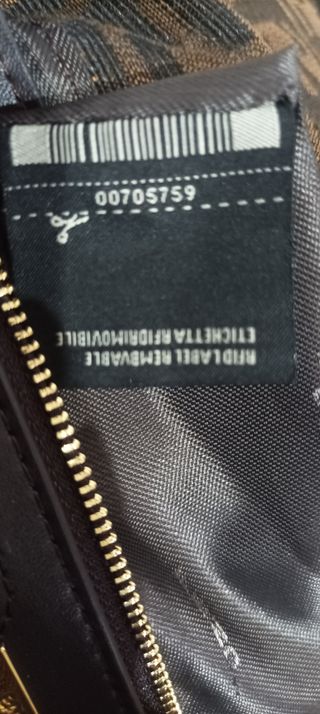 00705759
RFID LABEL REMOVABLE
ETICHETTA RFID RIMOVIBILE